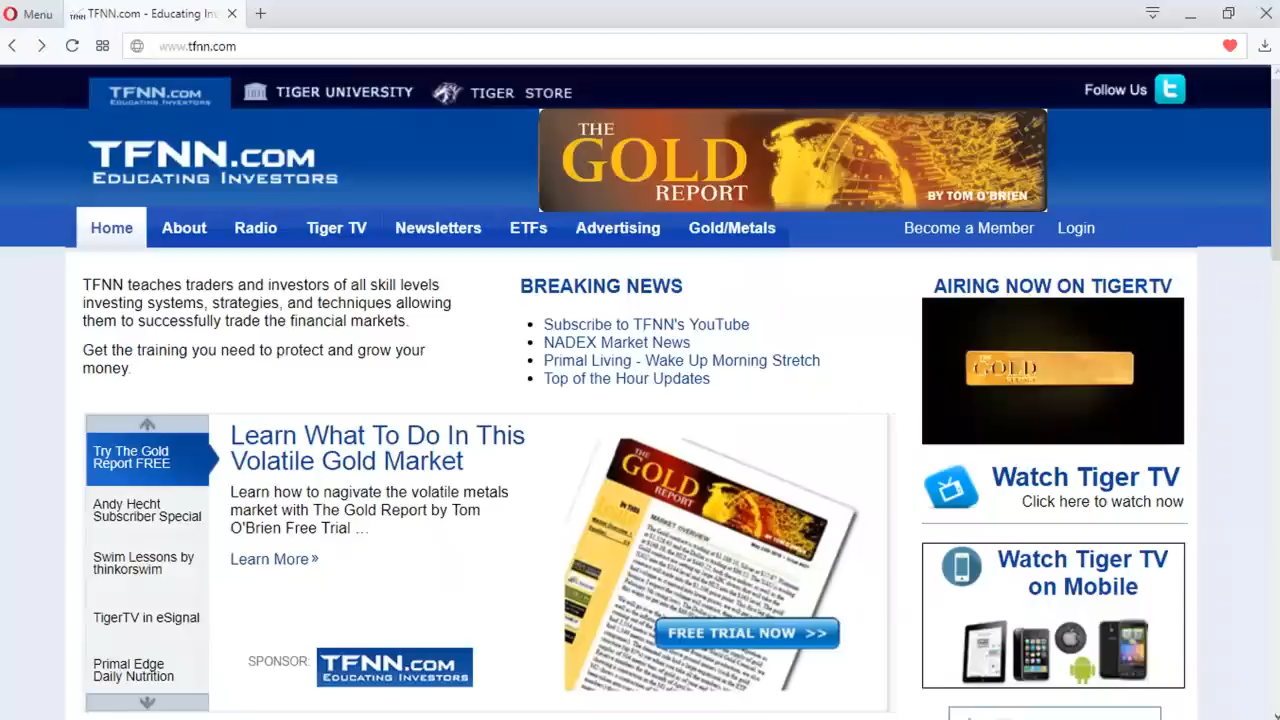 Menu
TFNN.com - Educating In
www.tfnn.com
TFNN.COM
EDUCATING INVESTORS
TIGER UNIVERSITY
TIGER STORE
Follow Us
TFNN.COM
EDUCATING INVESTORS
THE
GOLD
REPORT
BY TOM O'BRIEN
Home
About
Radio
Tiger TV
Newsletters
ETFs
Advertising
Gold/Metals
Become a Member
Login
TFNN teaches traders and investors of all skill levels
investing systems, strategies, and techniques allowing
them to successfully trade the financial markets.
Get the training you need to protect and grow your
money.
BREAKING NEWS
Subscribe to TFNN's YouTube
NADEX Market News
Primal Living - Wake Up Morning Stretch
Top of the Hour Updates
AIRING NOW ON TIGERTV
THE
GOLD
REPORT
Watch Tiger TV
Click here to watch now
Watch Tiger TV
on Mobile
Try The Gold
Report FREE
Andy Hecht
Subscriber Special
Swim Lessons by
thinkorswim
TigerTV in eSignal
Primal Edge
Daily Nutrition
Learn What To Do In This
Volatile Gold Market
Learn how to nagivate the volatile metals
market with The Gold Report by Tom
O'Brien Free Trial ...
Learn More »
SPONSOR:
TFNN.COM
EDUCATING INVESTORS
THE
GOLD
REPORT
BY TOM O'BRIEN
MARKET OVERVIEW
FREE TRIAL NOW >>